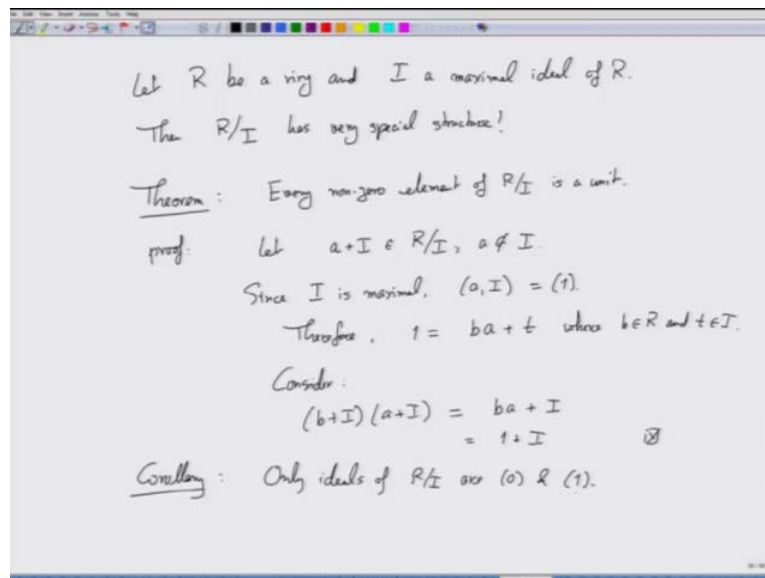 Let R be a ring and I a maximal ideal of R.
The R/I has very special structure!
Theorem : Every non-zero element of R/I is a unit.
proof. Let a+I ∈ R/I, a ∉ I.
Since I is maximal, (a, I) = (1).
Therefore, 1 = ba + t where b∈R and t∈I.
Consider :
(b+I)(a+I) = ba + I
= 1 + I
Corollary : Only ideals of R/I are (0) & (1).